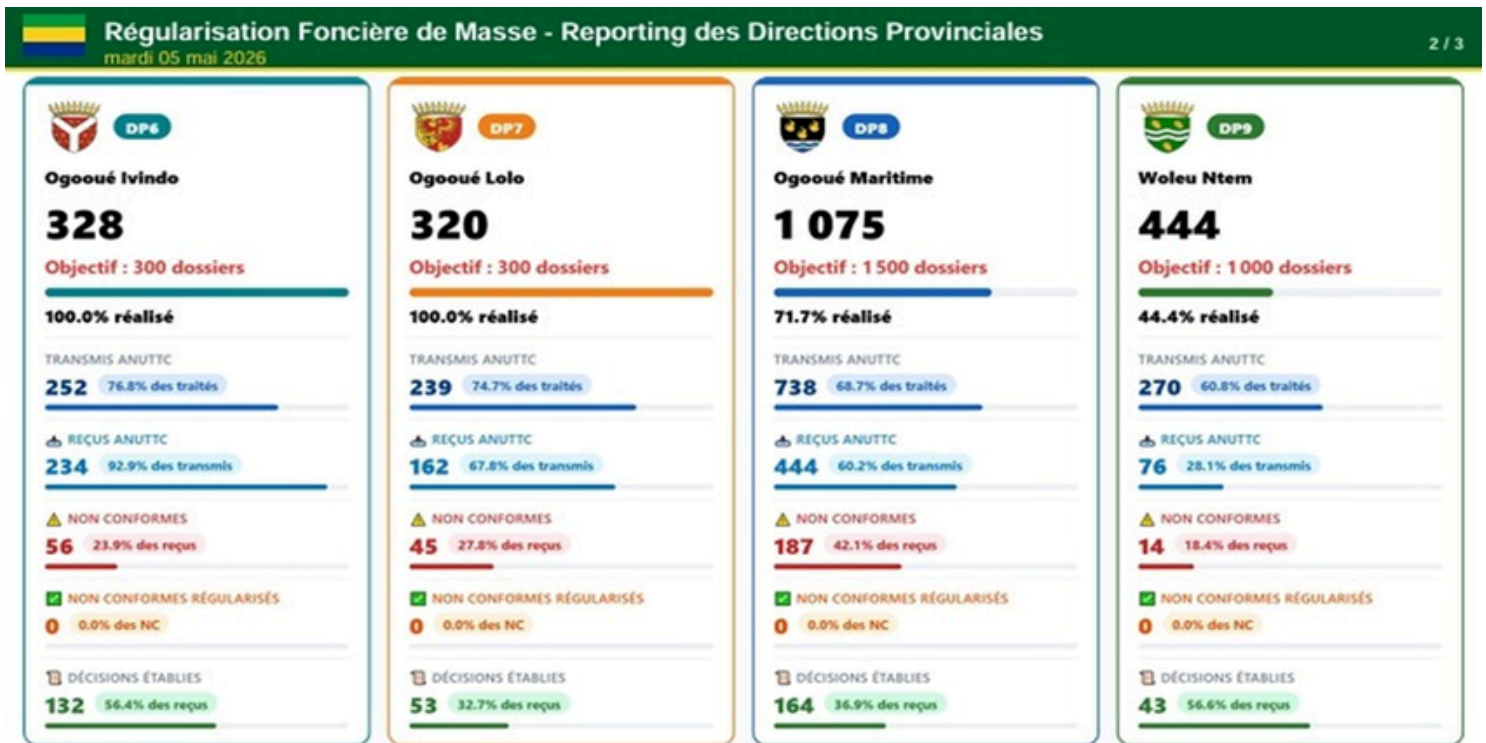 Régularisation Foncière de Masse - Reporting des Directions Provinciales
mardi 05 mai 2026
2 / 3
DP6
Ogooué Ivindo
328
Objectif : 300 dossiers
100.0% réalisé
TRANSMIS ANUTTC
252 76.8% des traités
REÇUS ANUTTC
234 92.9% des transmis
NON CONFORMES
56 23.9% des reçus
NON CONFORMES RÉGULARISÉS
0 0.0% des NC
DÉCISIONS ÉTABLIES
132 56.4% des reçus
DP7
Ogooué Lolo
320
Objectif : 300 dossiers
100.0% réalisé
TRANSMIS ANUTTC
239 74.7% des traités
REÇUS ANUTTC
162 67.8% des transmis
NON CONFORMES
45 27.8% des reçus
NON CONFORMES RÉGULARISÉS
0 0.0% des NC
DÉCISIONS ÉTABLIES
53 32.7% des reçus
DP8
Ogooué Maritime
1 075
Objectif : 1 500 dossiers
71.7% réalisé
TRANSMIS ANUTTC
738 68.7% des traités
REÇUS ANUTTC
444 60.2% des transmis
NON CONFORMES
187 42.1% des reçus
NON CONFORMES RÉGULARISÉS
0 0.0% des NC
DÉCISIONS ÉTABLIES
164 36.9% des reçus
DP9
Woleu Ntem
444
Objectif : 1 000 dossiers
44.4% réalisé
TRANSMIS ANUTTC
270 60.8% des traités
REÇUS ANUTTC
76 28.1% des transmis
NON CONFORMES
14 18.4% des reçus
NON CONFORMES RÉGULARISÉS
0 0.0% des NC
DÉCISIONS ÉTABLIES
43 56.6% des reçus